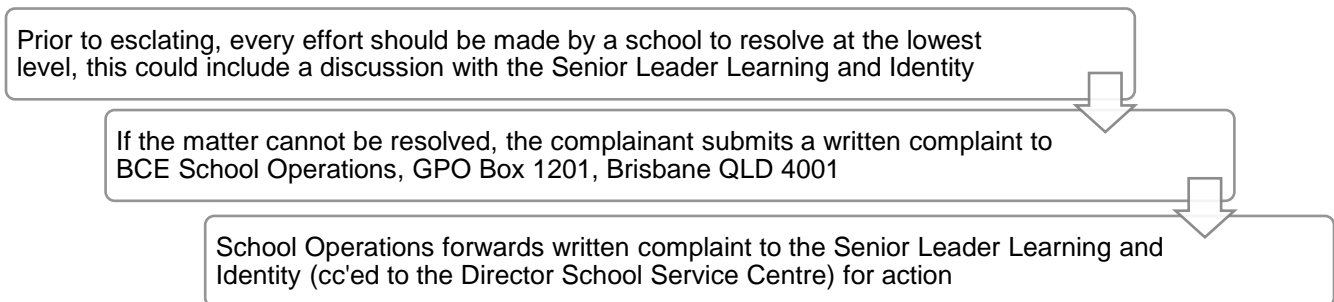 Prior to esclating, every effort should be made by a school to resolve at the lowest
level, this could include a discussion with the Senior Leader Learning and Identity
If the matter cannot be resolved, the complainant submits a written complaint to
BCE School Operations, GPO Box 1201, Brisbane QLD 4001
School Operations forwards written complaint to the Senior Leader Learning and
Identity (cc'ed to the Director School Service Centre) for action